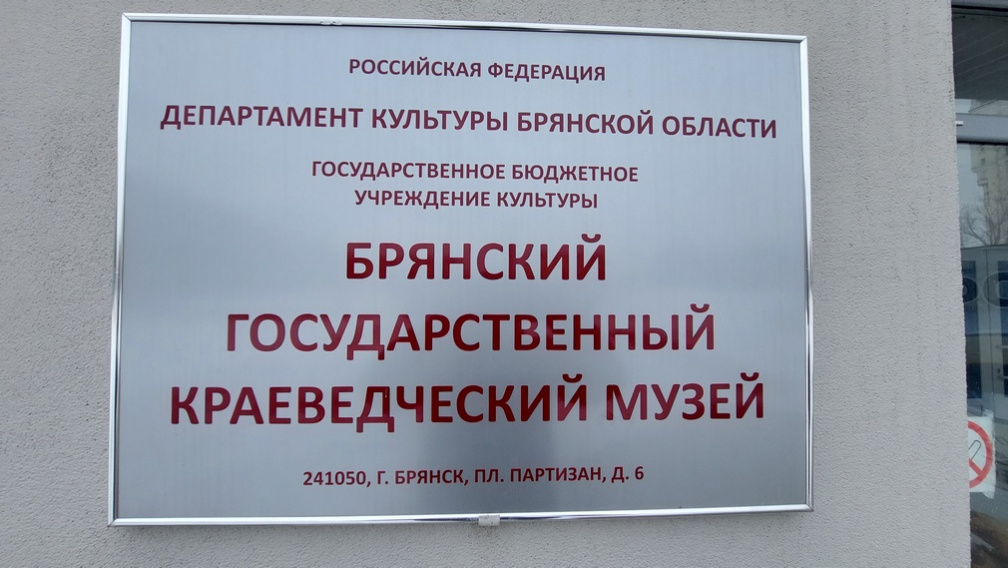 РОССИЙСКАЯ ФЕДЕРАЦИЯ
ДЕПАРТАМЕНТ КУЛЬТУРЫ БРЯНСКОЙ ОБЛАСТИ
ГОСУДАРСТВЕННОЕ БЮДЖЕТНОЕ
УЧРЕЖДЕНИЕ КУЛЬТУРЫ
БРЯНСКИЙ
ГОСУДАРСТВЕННЫЙ
КРАЕВЕДЧЕСКИЙ МУЗЕЙ
241050, Г. БРЯНСК, ПЛ. ПАРТИЗАН, Д. 6